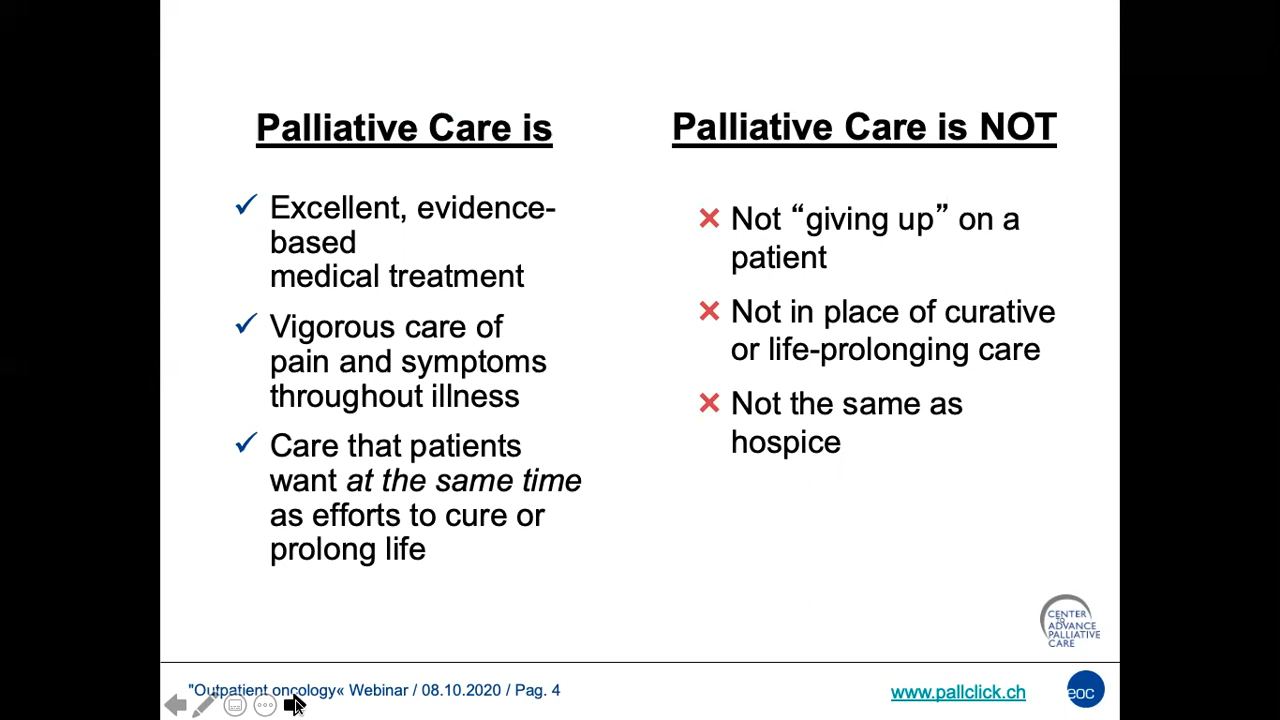 Palliative Care is
Excellent, evidence-
based
medical treatment
Vigorous care of
pain and symptoms
throughout illness
Care that patients
want at the same time
as efforts to cure or
prolong life
Palliative Care is NOT
Not “giving up” on a
patient
Not in place of curative
or life-prolonging care
Not the same as
hospice
CENTER
TO
ADVANCE
PALLIATIVE
CARE
"Outpatient oncology« Webinar / 08.10.2020 / Pag. 4
www.pallclick.ch
eoc